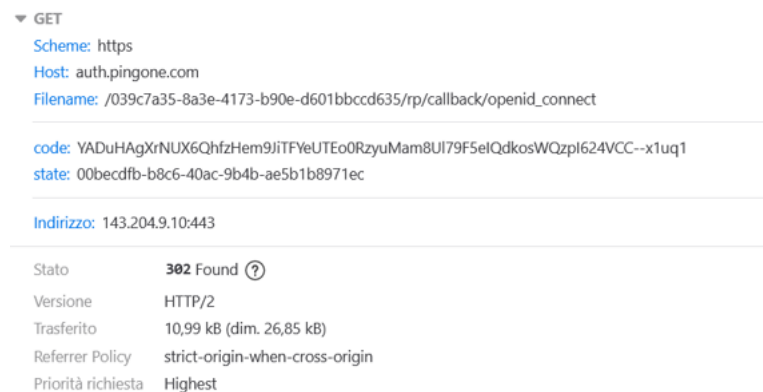 GET
Scheme: https
Host: auth.pingone.com
Filename: /039c7a35-8a3e-4173-b90e-d601bbccd635/rp/callback/openid_connect
code: YADuHAgXrNUX6QhfzHem9JiTFYeUTEo0RzyuMam8Ul79F5eIQdkosWQzpI624VCC--x1uq1
state: 00becdfb-b8c6-40ac-9b4b-ae5b1b8971ec
Indirizzo: 143.204.9.10:443
Stato 302 Found ?
Versione HTTP/2
Trasferito 10,99 kB (dim. 26,85 kB)
Referrer Policy strict-origin-when-cross-origin
Priorità richiesta Highest